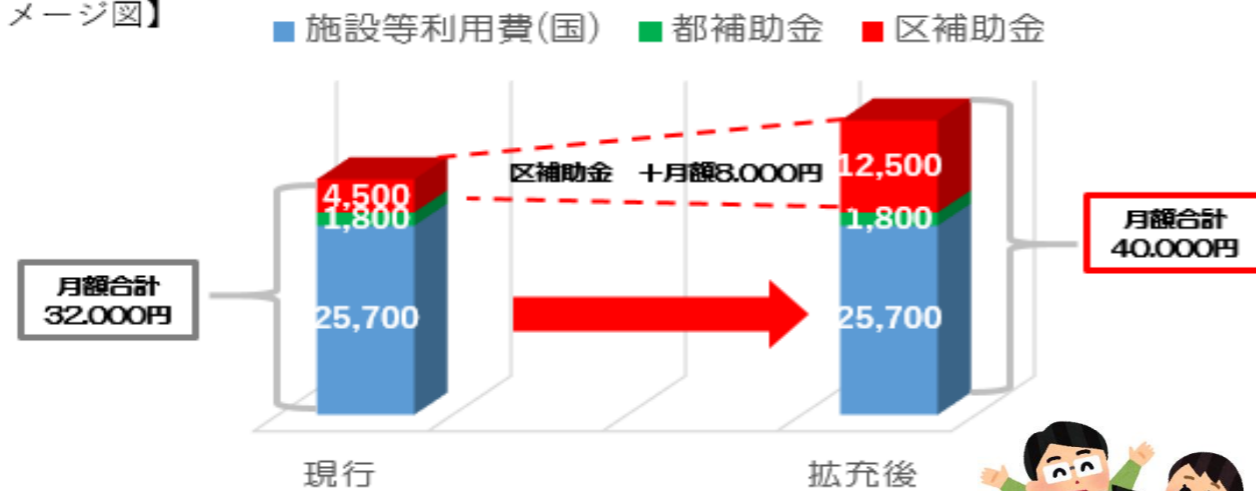 メージ図】
施設等利用費(国) 都補助金 区補助金
区補助金 +月額8.000円
4,500
1,800
25,700
12,500
1,800
25,700
月額合計
32.000円
月額合計
40.000円
現行
拡充後